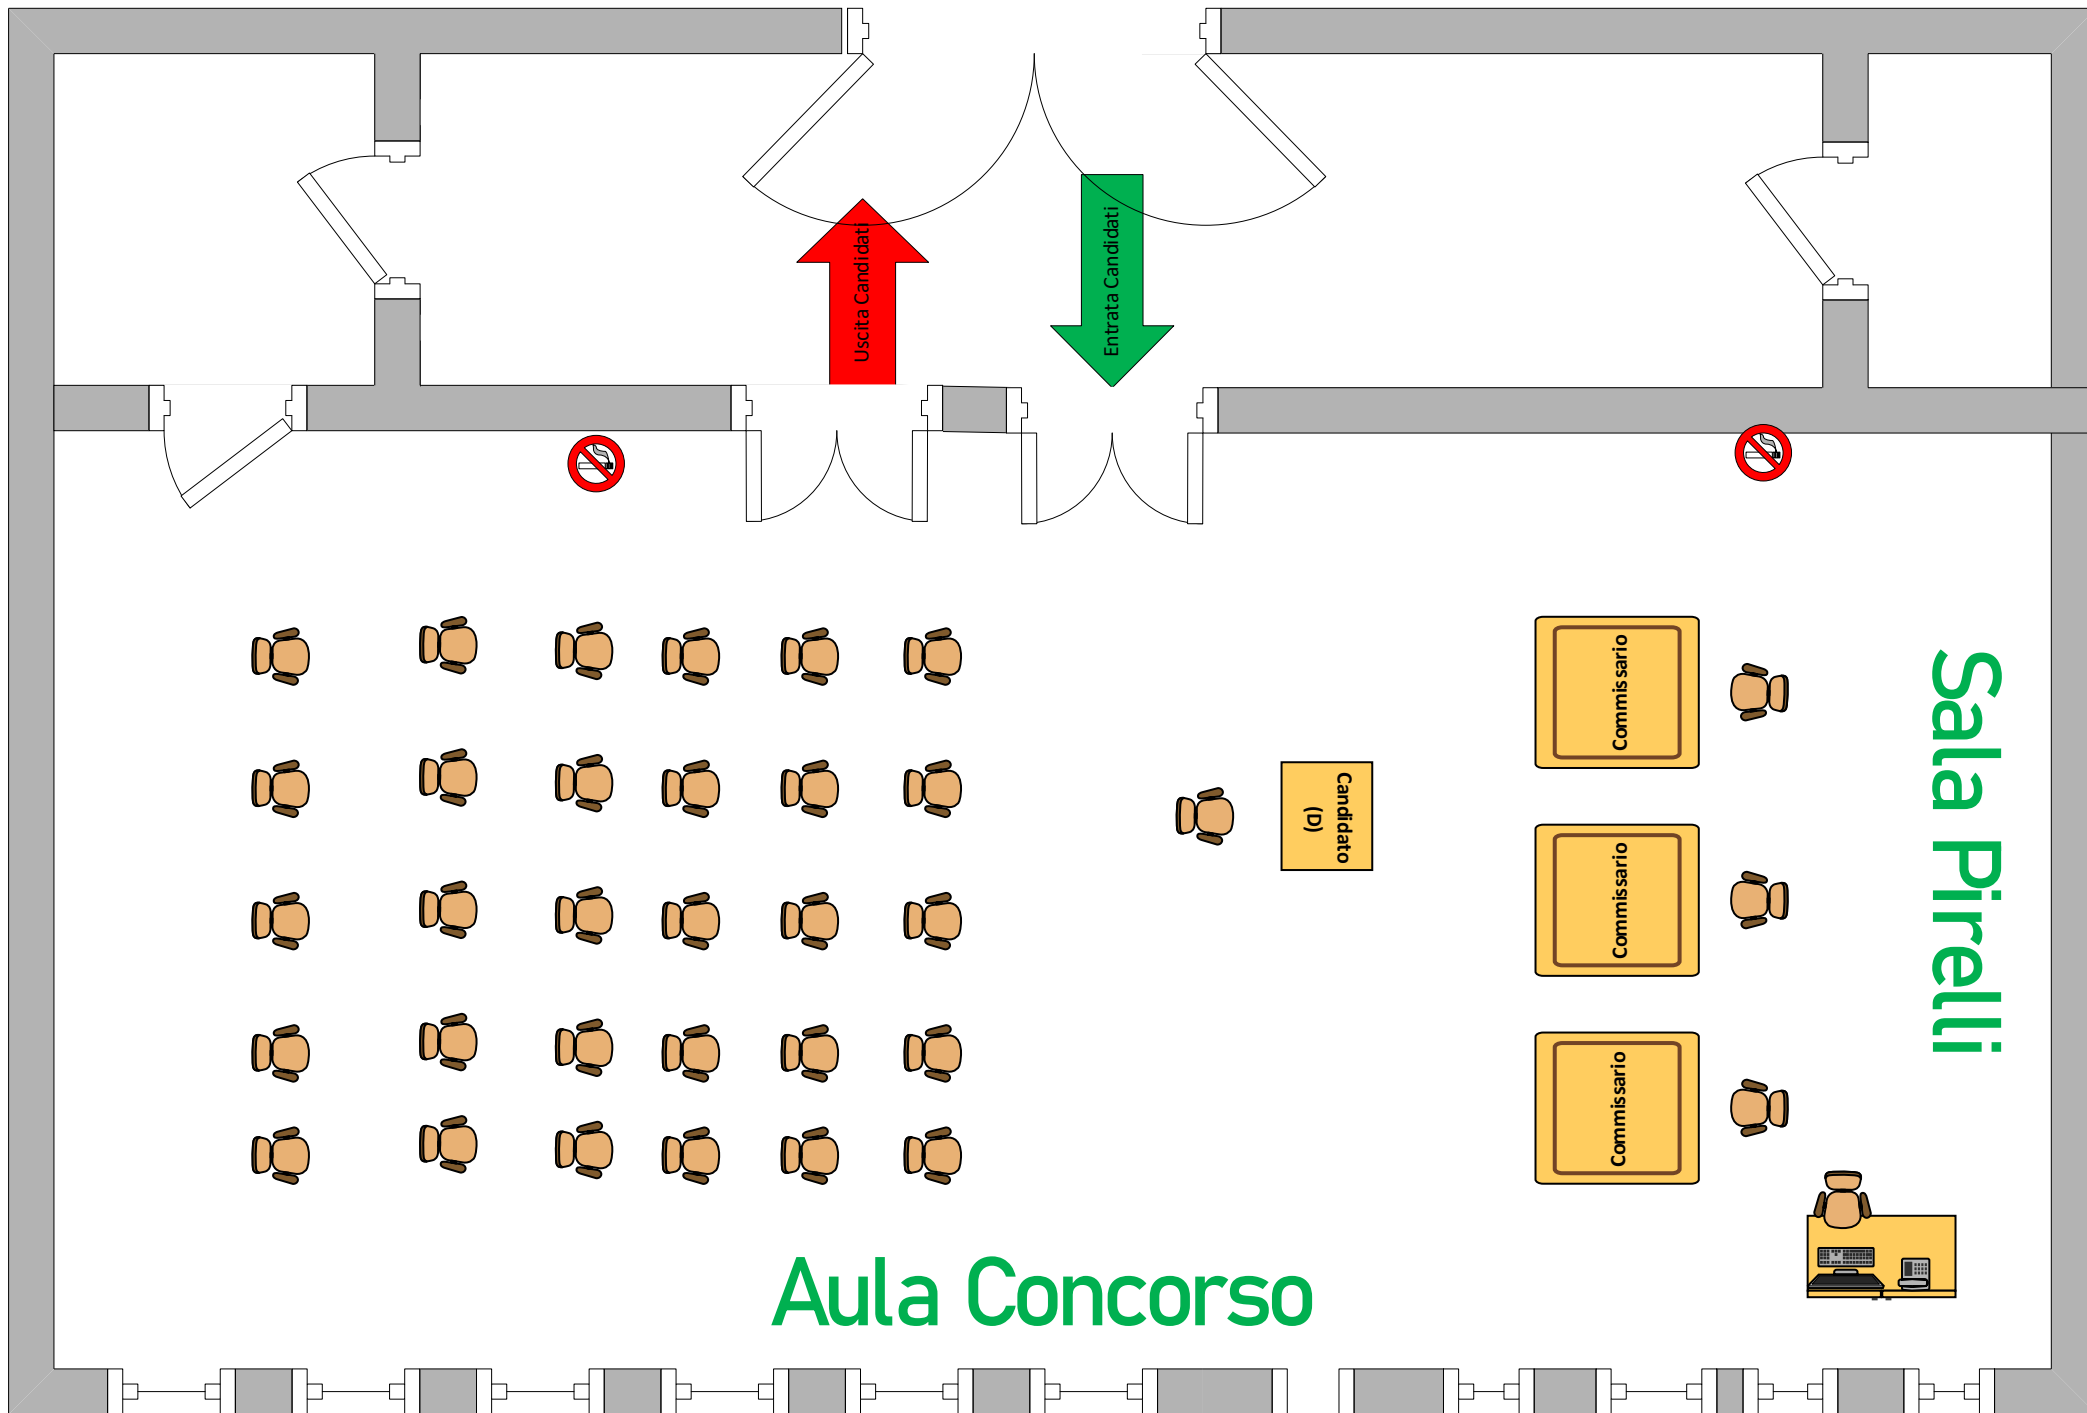 Uscita Candidati
Entrata Candidati
Commissario
Candidato
(D)
Commissario
Commissario
Sala Pirelli
Aula Concorso